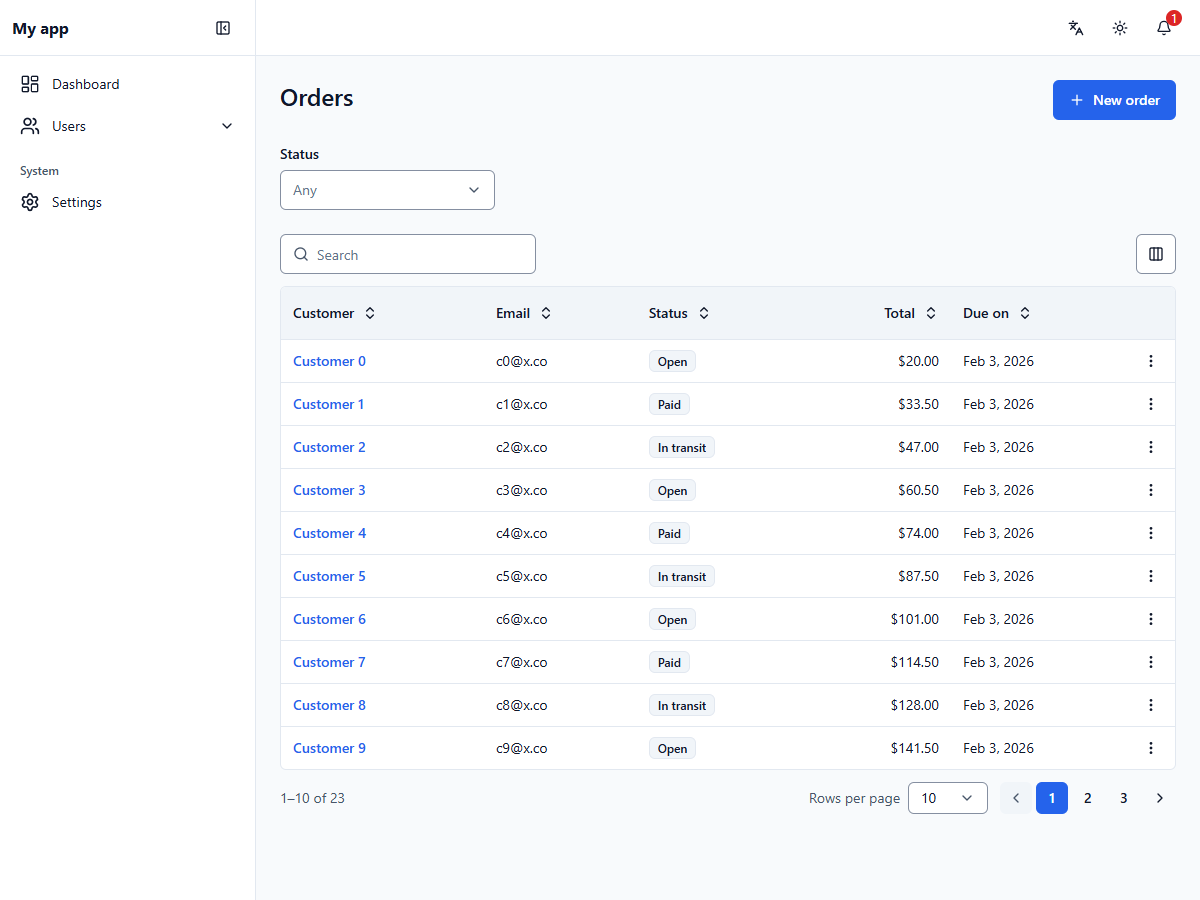 My app
1
Dashboard
Users
System
Settings
Orders
New order
Status
Any
Search
Customer Email Status Total Due on
Customer 0 c0@x.co Open $20.00 Feb 3, 2026
Customer 1 c1@x.co Paid $33.50 Feb 3, 2026
Customer 2 c2@x.co In transit $47.00 Feb 3, 2026
Customer 3 c3@x.co Open $60.50 Feb 3, 2026
Customer 4 c4@x.co Paid $74.00 Feb 3, 2026
Customer 5 c5@x.co In transit $87.50 Feb 3, 2026
Customer 6 c6@x.co Open $101.00 Feb 3, 2026
Customer 7 c7@x.co Paid $114.50 Feb 3, 2026
Customer 8 c8@x.co In transit $128.00 Feb 3, 2026
Customer 9 c9@x.co Open $141.50 Feb 3, 2026
1–10 of 23 Rows per page 10 1 2 3